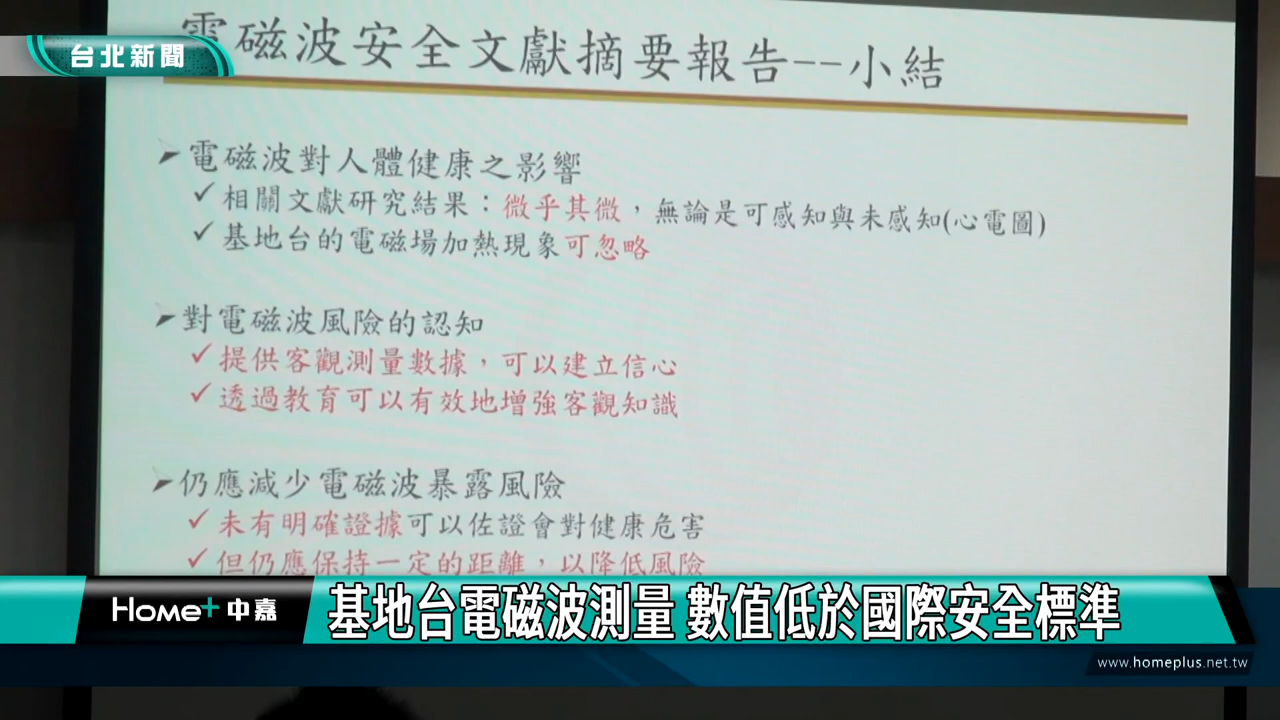 台北新聞
電磁波安全文獻摘要報告--小結
➢電磁波對人體健康之影響
✓相關文獻研究結果：微乎其微，無論是可感知與未感知(心電圖)
✓基地台的電磁場加熱現象可忽略
➢對電磁波風險的認知
✓提供客觀測量數據，可以建立信心
✓透過教育可以有效地增強客觀知識
➢仍應減少電磁波暴露風險
✓未有明確證據可以佐證會對健康危害
✓但仍應保持一定的距離，以降低風險
Home+中嘉
基地台電磁波測量 數值低於國際安全標準
www.homeplus.net.tw